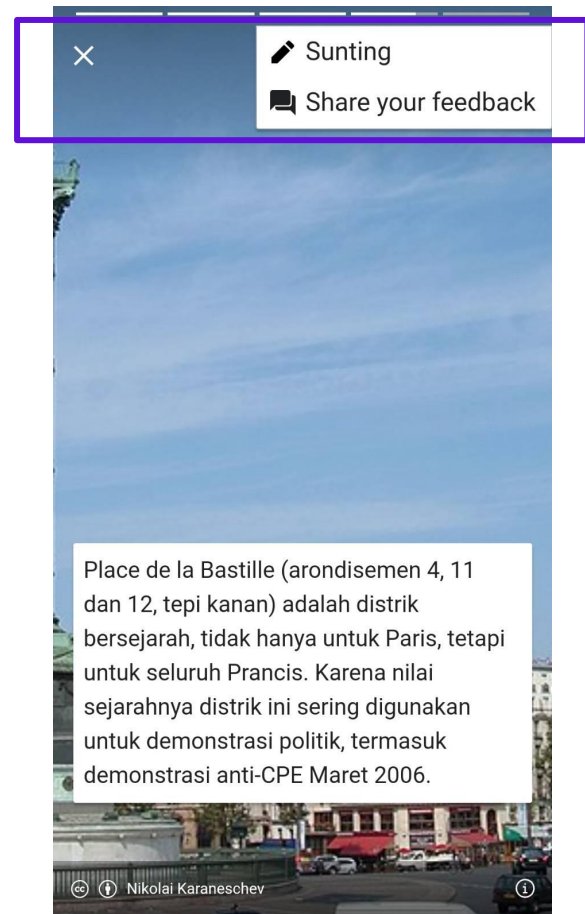 Sunting
Share your feedback
Place de la Bastille (arondisemen 4, 11
dan 12, tepi kanan) adalah distrik
bersejarah, tidak hanya untuk Paris, tetapi
untuk seluruh Prancis. Karena nilai
sejarahnya distrik ini sering digunakan
untuk demonstrasi politik, termasuk
demonstrasi anti-CPE Maret 2006.
Nikolai Karaneschev